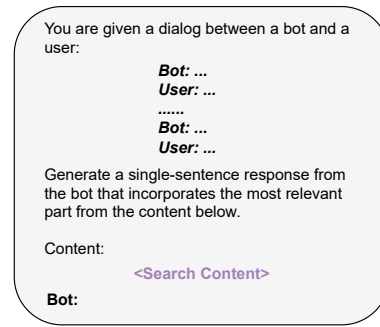 You are given a dialog between a bot and a
user:
Bot: ...
User: ...
......
Bot: ...
User: ...
Generate a single-sentence response from
the bot that incorporates the most relevant
part from the content below.
Content:
<Search Content>
Bot: